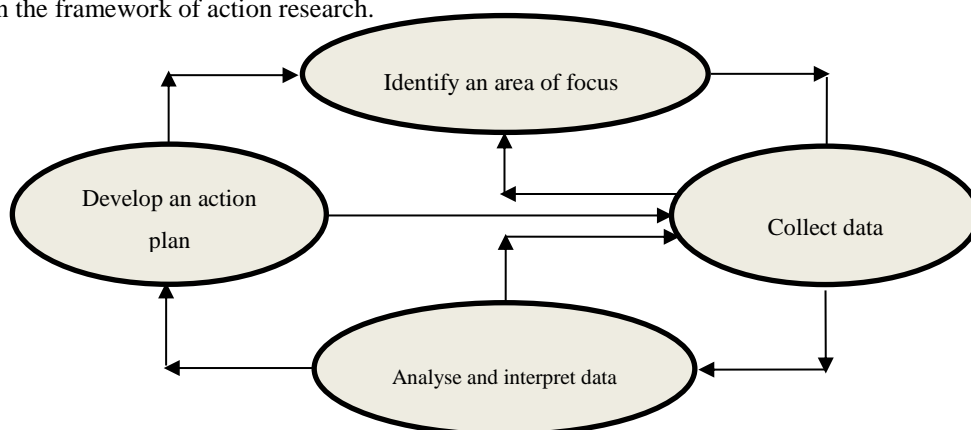 the framework of action research.
Identify an area of focus
Develop an action
plan
Collect data
Analyse and interpret data